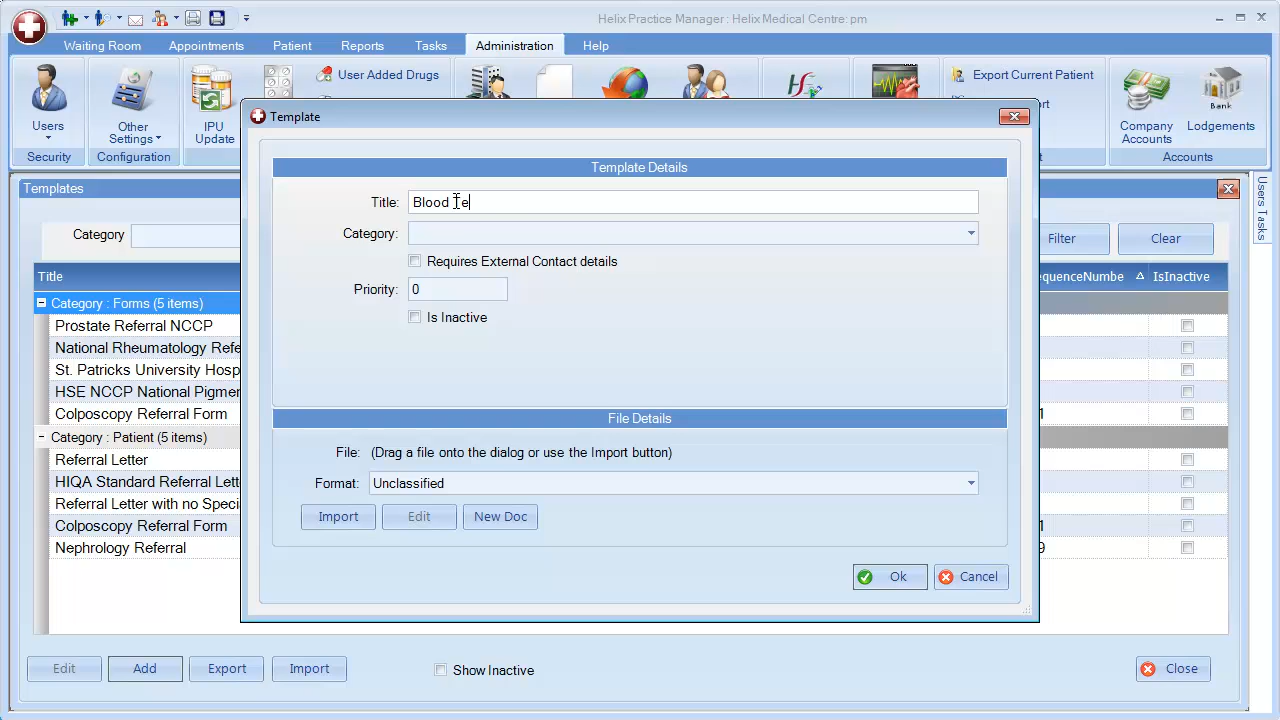 Helix Practice Manager : Helix Medical Centre: pm
Waiting Room Appointments Patient Reports Tasks Administration Help
User Added Drugs
Export Current Patient
Users
Other Settings
IPU Update
Bank
Company Accounts
Lodgements
Security
Configuration
Accounts
Users Tasks
Templates
Category
Filter
Clear
Title
IsInactive
Category : Forms (5 items)
Prostate Referral NCCP
National Rheumatology
St. Patricks University
HSE NCCP National
Colposcopy Referral Form
1
Category : Patient (5 items)
Referral Letter
HIQA Standard Referral
Referral Letter with no
Colposcopy Referral Form
1
Nephrology Referral
9
Edit
Add
Export
Import
Show Inactive
Close
Template
Template Details
Title: Blood Te
Category:
Requires External Contact details
Priority: 0
Is Inactive
File Details
File: (Drag a file onto the dialog or use the Import button)
Format: Unclassified
Import
Edit
New Doc
Ok
Cancel